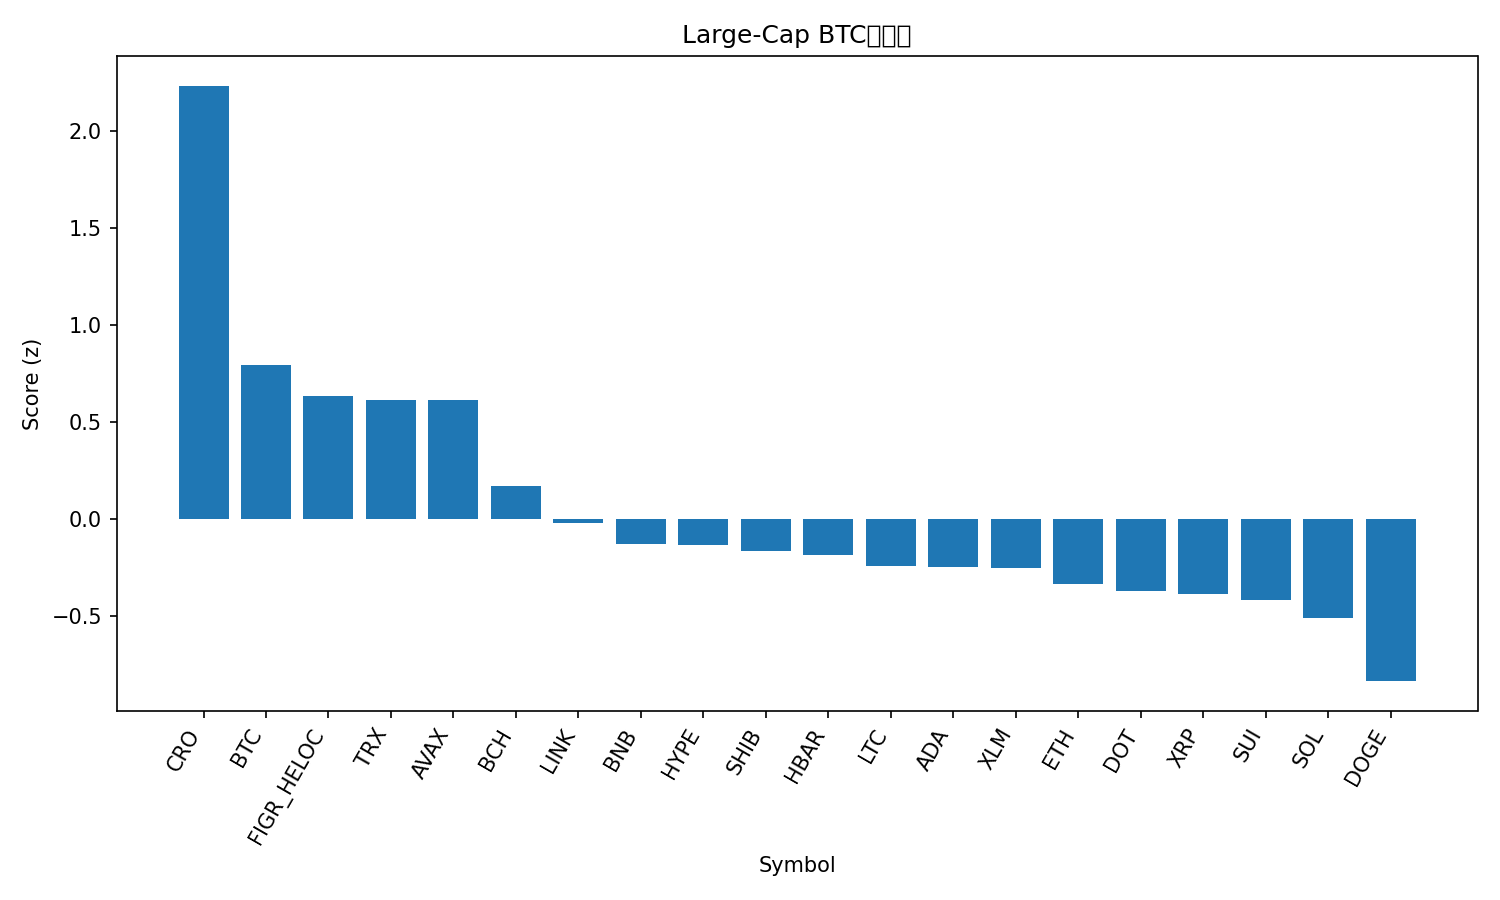 Large-Cap BTC
Score (z)
2.0
1.5
1.0
0.5
0.0
−0.5
CRO
BTC
FIGR_HELOC
TRX
AVAX
BCH
LINK
BNB
HYPE
SHIB
HBAR
LTC
ADA
XLM
ETH
DOT
XRP
SUI
SOL
DOGE
Symbol